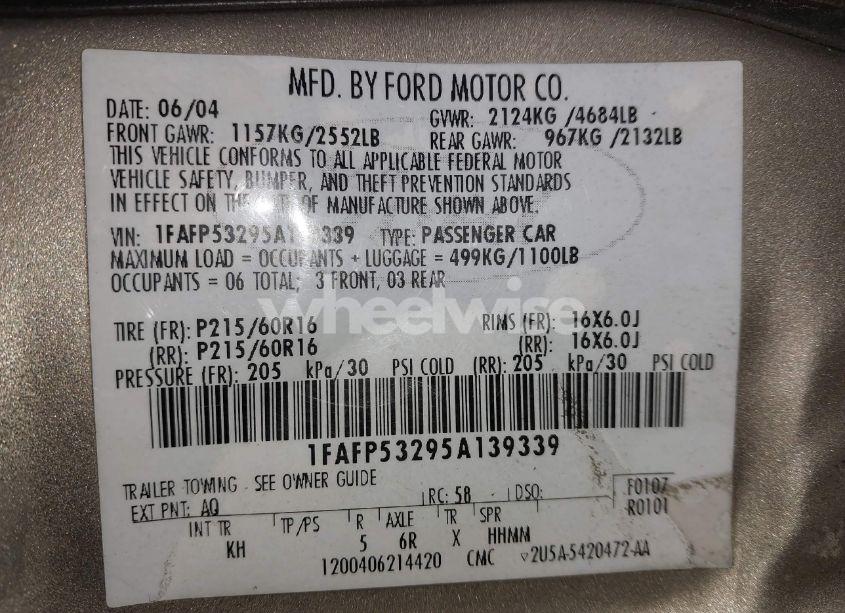 MFD. BY FORD MOTOR CO.
DATE: 06/04 GVWR: 2124KG /4684LB
FRONT GAWR: 1157KG/2552LB REAR GAWR: 967KG /2132LB
THIS VEHICLE CONFORMS TO ALL APPLICABLE FEDERAL MOTOR
VEHICLE SAFETY, BUMPER, AND THEFT PREVENTION STANDARDS
IN EFFECT ON THE DATE OF MANUFACTURE SHOWN ABOVE.
VIN: 1FAFP53295A139339 TYPE: PASSENGER CAR
MAXIMUM LOAD = OCCUPANTS + LUGGAGE = 499KG/1100LB
OCCUPANTS = 06 TOTAL; 3 FRONT, 03 REAR
wheelwise
TIRE (FR): P215/60R16 RIMS (FR): 16X6.0J
(RR): P215/60R16 (RR): 16X6.0J
PRESSURE (FR): 205 kPa/30 PSI COLD (RR): 205 kPa/30 PSI COLD
1FAFP53295A139339
TRAILER TOWING - SEE OWNER GUIDE
EXT PNT: AQ RC: 58 DSO: F0107
R0101
INT TR TP/PS R AXLE TR SPR
KH 5 6R X HHMM
1200406214420 CMC ▽2U5A-5420472-AA